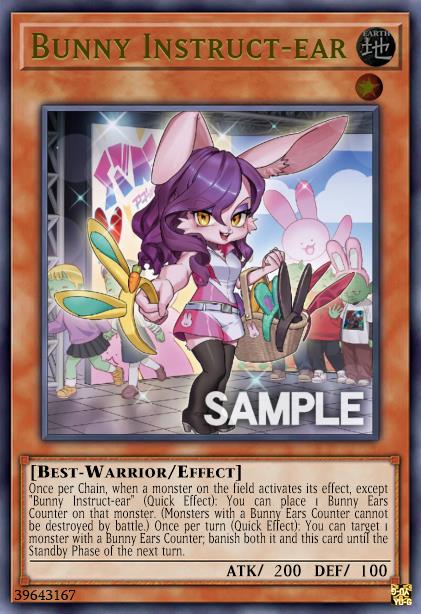 BUNNY INSTRUCT-EAR
EARTH
地
SAMPLE
[BEST-WARRIOR/EFFECT]
Once per Chain, when a monster on the field activates its effect, except
"Bunny Instruct-ear" (Quick Effect): You can place 1 Bunny Ears
Counter on that monster. (Monsters with a Bunny Ears Counter cannot
be destroyed by battle.) Once per turn (Quick Effect): You can target 1
monster with a Bunny Ears Counter; banish both it and this card until the
Standby Phase of the next turn.
ATK/ 200 DEF/ 100
39643167